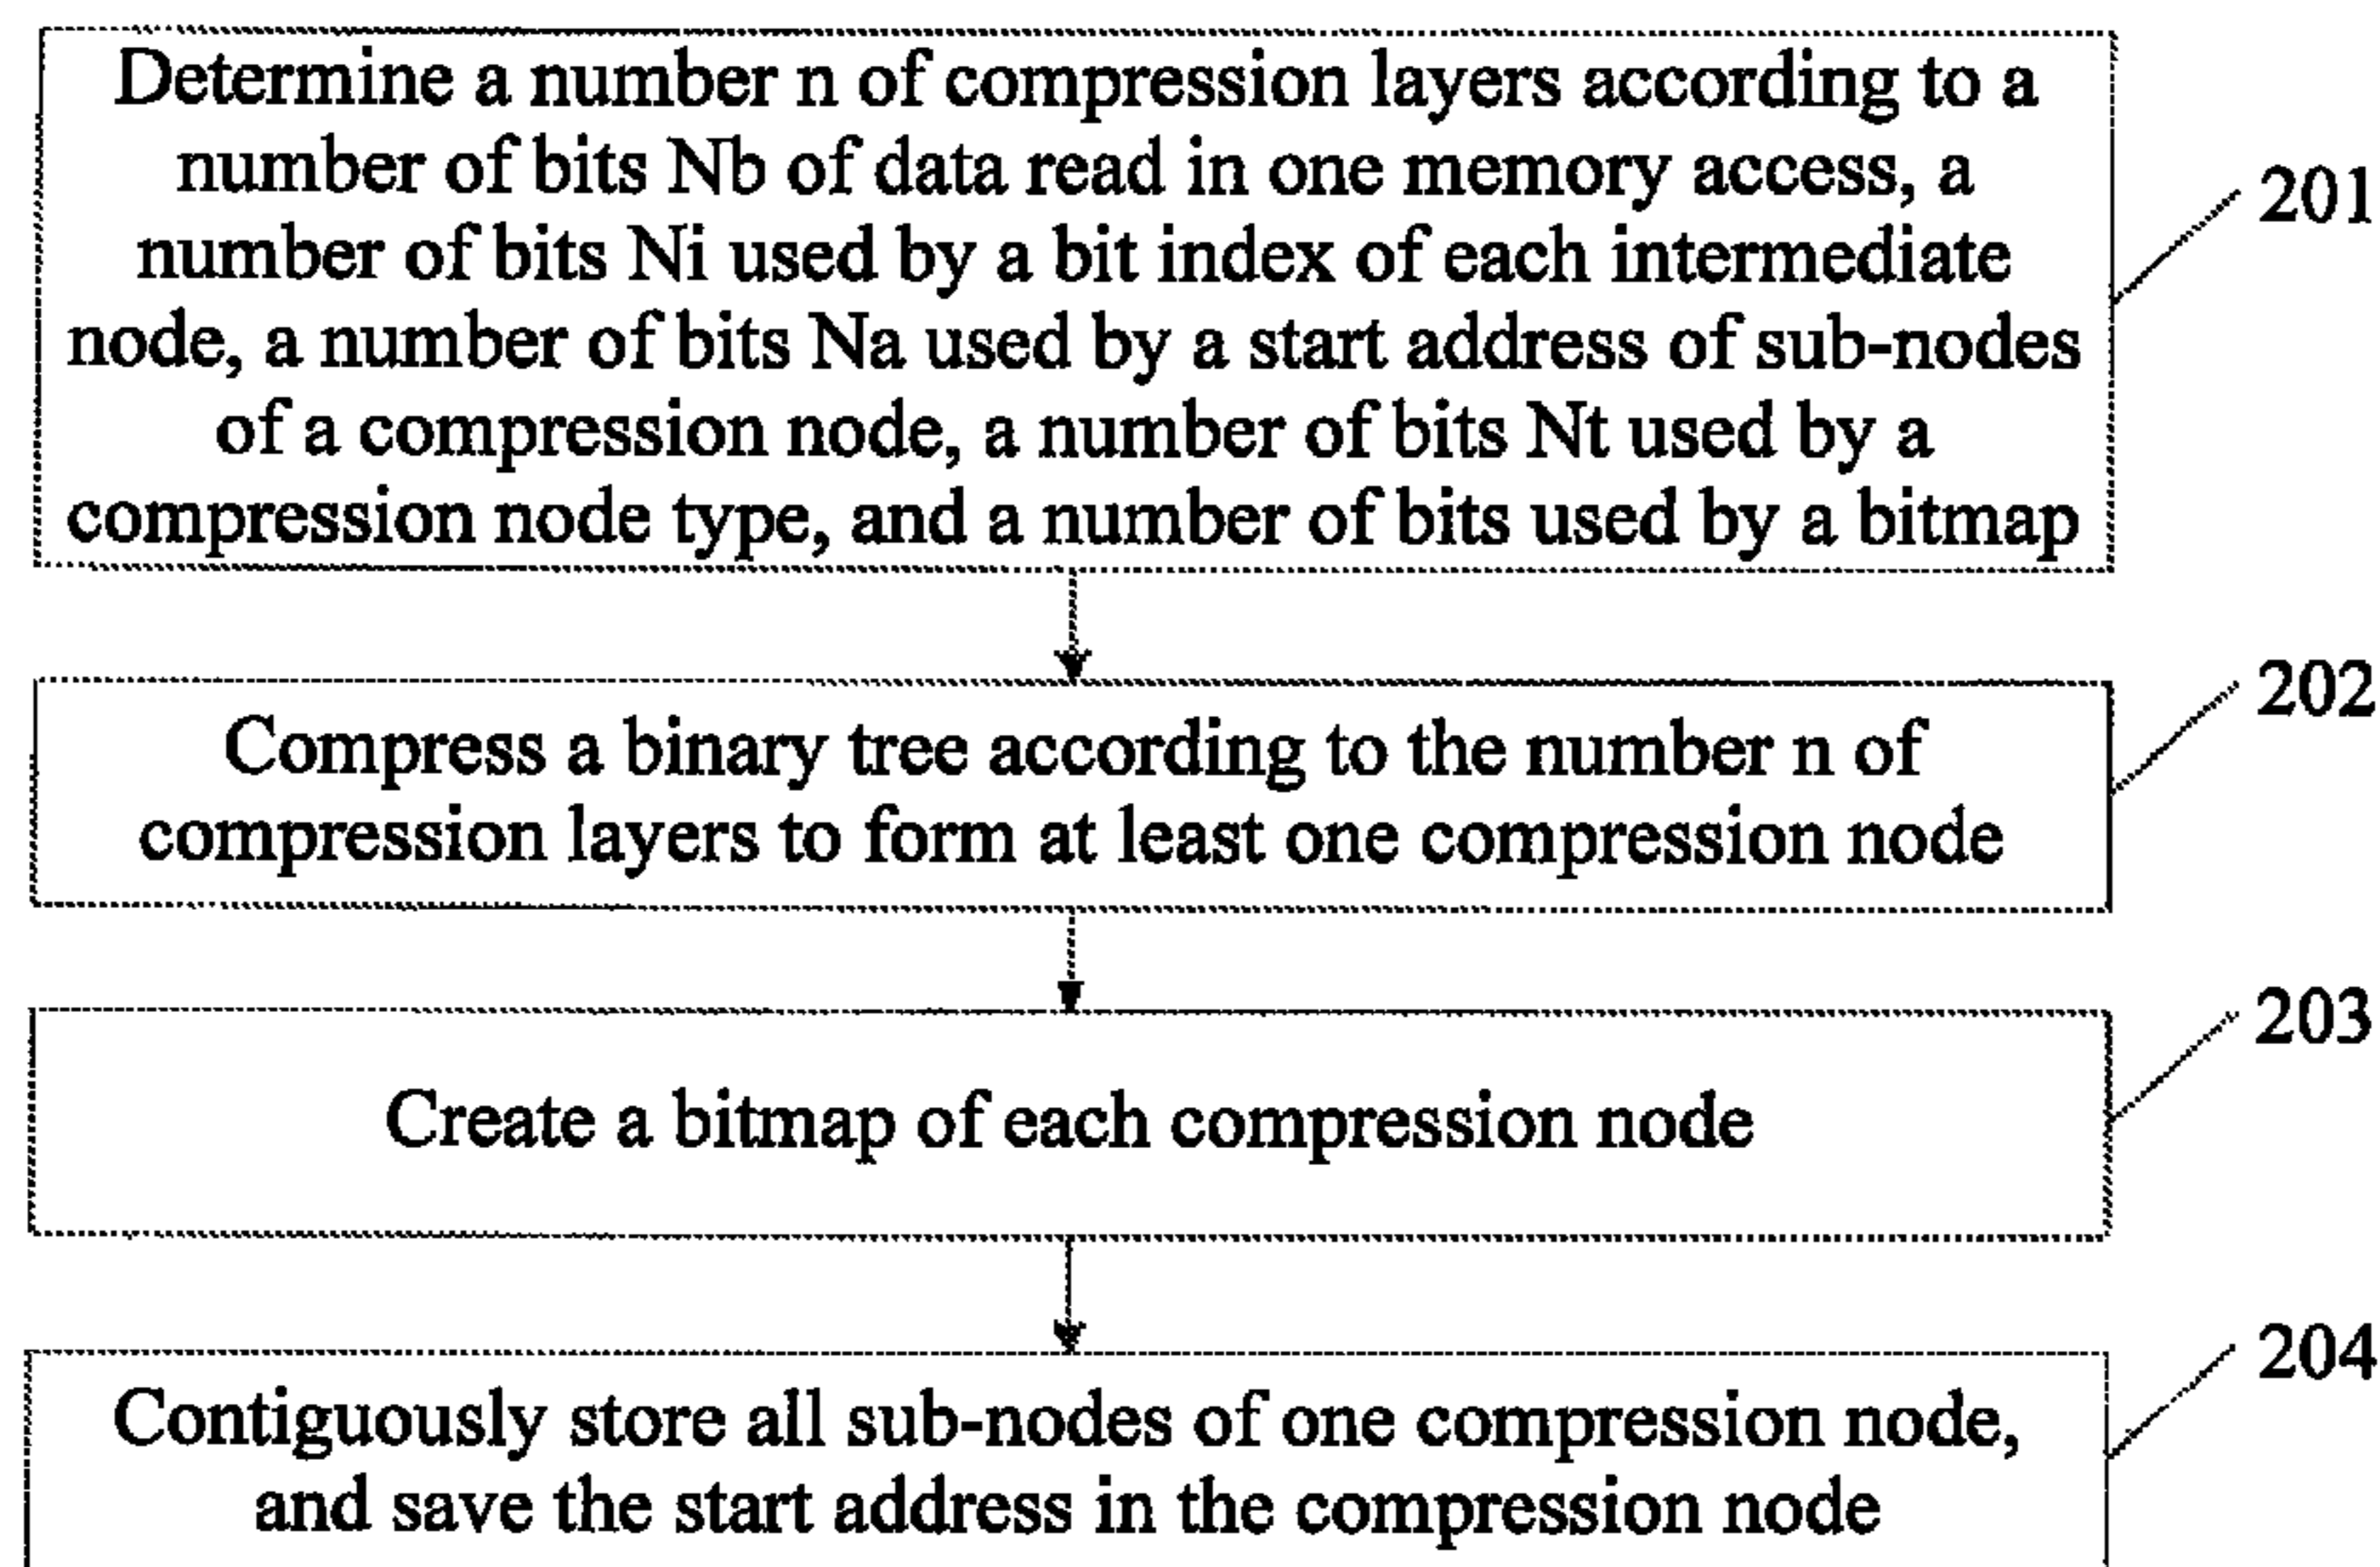 Determine a number n of compression layers according to a
number of bits Nb of data read in one memory access, a
number of bits Ni used by a bit index of each intermediate
node, a number of bits Na used by a start address of sub-nodes
of a compression node, a number of bits Nt used by a
compression node type, and a number of bits used by a bitmap
201
Compress a binary tree according to the number n of
compression layers to form at least one compression node
202
Create a bitmap of each compression node
203
Contiguously store all sub-nodes of one compression node,
and save the start address in the compression node
204